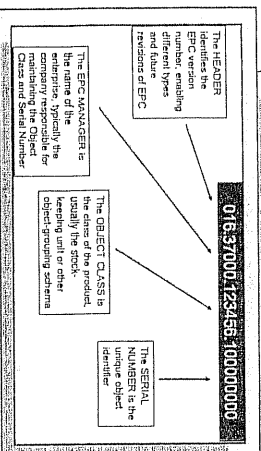 016.37000.123456.100000000
The HEADER
identifies the
EPC version
number, enabling
different types
and future
revisions of EPC
The EPC MANAGER is
the name of the
enterprise, typically the
company responsible for
maintaining the Object
Class and Serial Number
The OBJECT CLASS is
the class of the product,
usually the stock-
keeping unit or other
object-grouping schema
The SERIAL
NUMBER is the
unique object
identifier